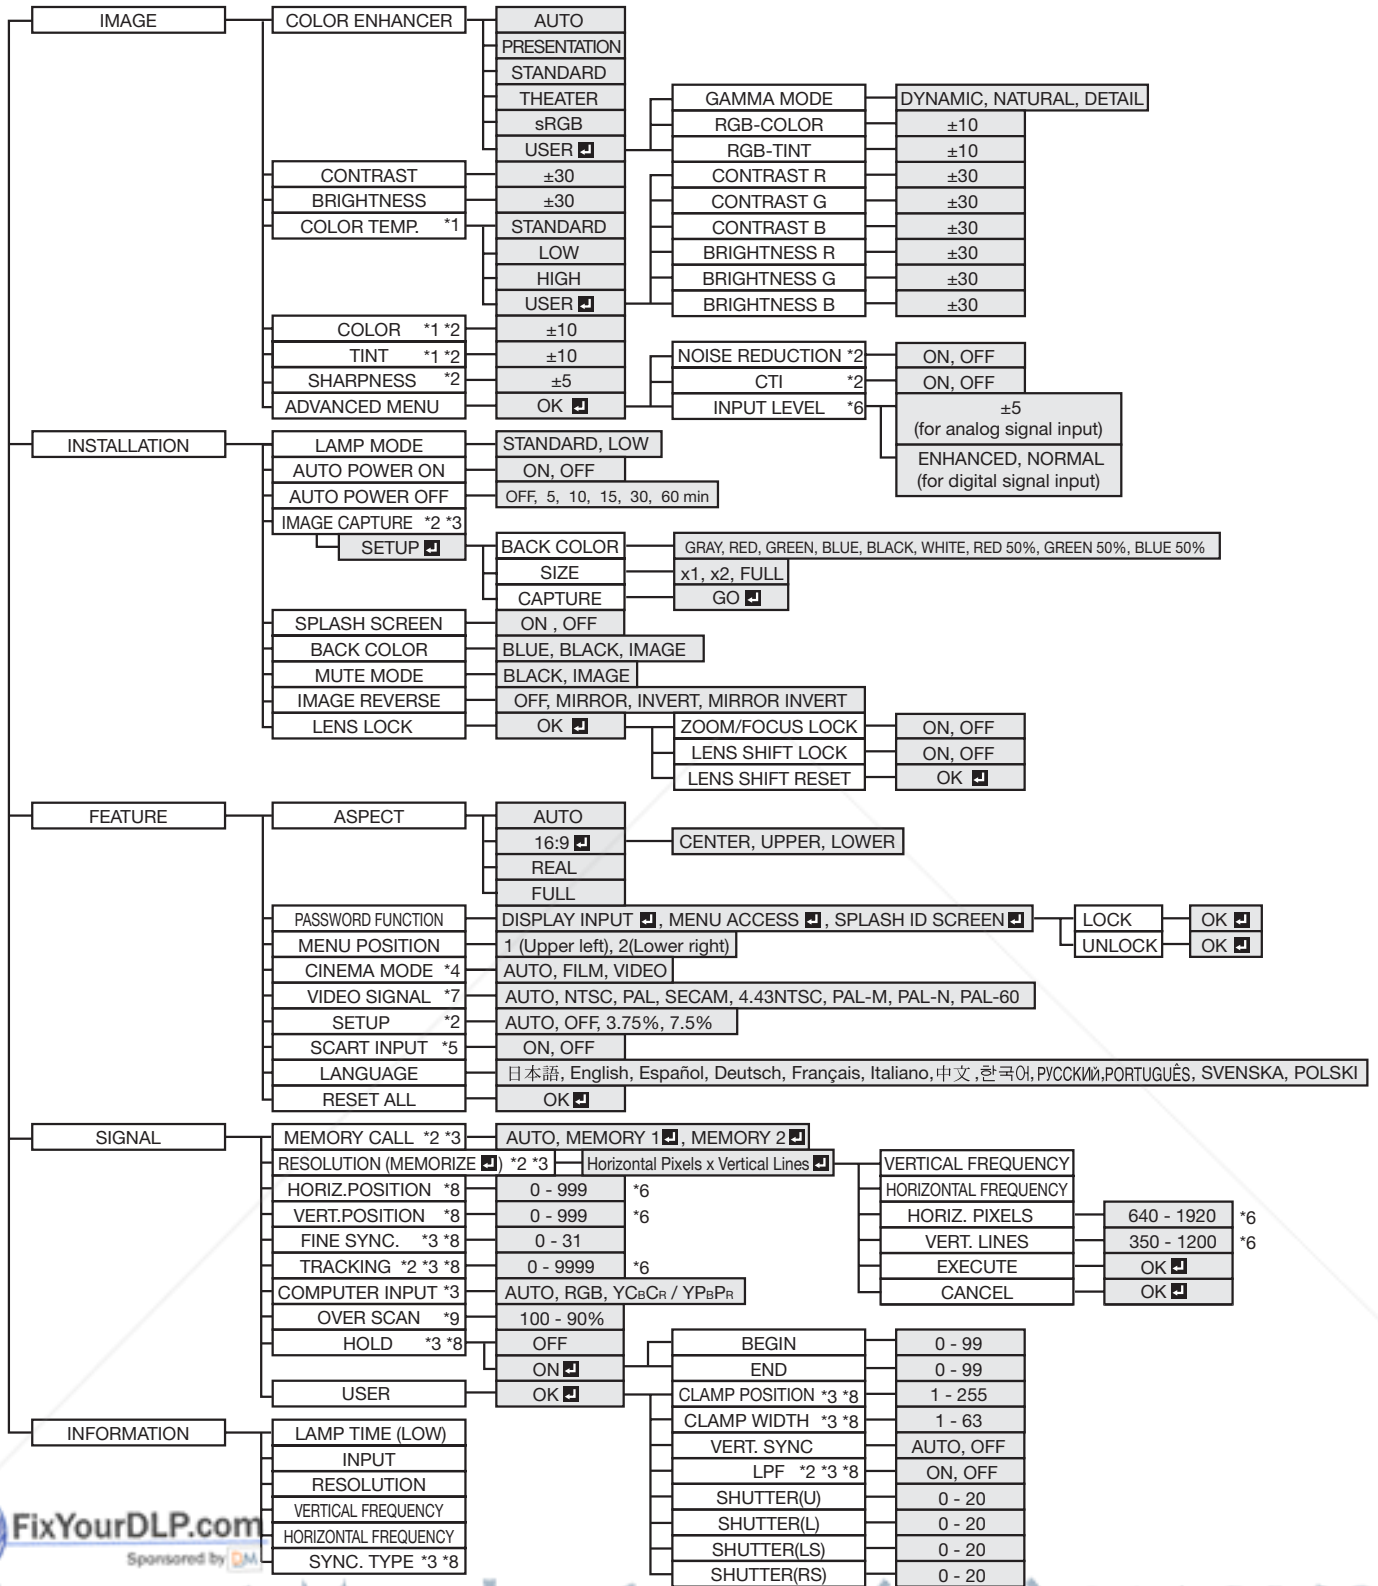 IMAGE COLOR ENHANCER AUTO
PRESENTATION
STANDARD
THEATER GAMMA MODE DYNAMIC, NATURAL, DETAIL
sRGB RGB-COLOR ±10
USER RGB-TINT ±10
CONTRAST ±30 CONTRAST R ±30
BRIGHTNESS ±30 CONTRAST G ±30
COLOR TEMP. *1 STANDARD CONTRAST B ±30
LOW BRIGHTNESS R ±30
HIGH BRIGHTNESS G ±30
USER BRIGHTNESS B ±30
COLOR *1 *2 ±10
TINT *1 *2 ±10 NOISE REDUCTION *2 ON, OFF
SHARPNESS *2 ±5 CTI *2 ON, OFF
ADVANCED MENU OK INPUT LEVEL *6 ±5
(for analog signal input)
ENHANCED, NORMAL
(for digital signal input)
INSTALLATION LAMP MODE STANDARD, LOW
AUTO POWER ON ON, OFF
AUTO POWER OFF OFF, 5, 10, 15, 30, 60 min
IMAGE CAPTURE *2 *3
SETUP BACK COLOR GRAY, RED, GREEN, BLUE, BLACK, WHITE, RED 50%, GREEN 50%, BLUE 50%
SIZE x1, x2, FULL
CAPTURE GO
SPLASH SCREEN ON , OFF
BACK COLOR BLUE, BLACK, IMAGE
MUTE MODE BLACK, IMAGE
IMAGE REVERSE OFF, MIRROR, INVERT, MIRROR INVERT
LENS LOCK OK ZOOM/FOCUS LOCK ON, OFF
LENS SHIFT LOCK ON, OFF
LENS SHIFT RESET OK
FEATURE ASPECT AUTO
16:9 CENTER, UPPER, LOWER
REAL
FULL
PASSWORD FUNCTION DISPLAY INPUT , MENU ACCESS , SPLASH ID SCREEN LOCK OK
UNLOCK OK
MENU POSITION 1 (Upper left), 2(Lower right)
CINEMA MODE *4 AUTO, FILM, VIDEO
VIDEO SIGNAL *7 AUTO, NTSC, PAL, SECAM, 4.43NTSC, PAL-M, PAL-N, PAL-60
SETUP *2 AUTO, OFF, 3.75%, 7.5%
SCART INPUT *5 ON, OFF
LANGUAGE 日本語, English, Español, Deutsch, Français, Italiano,中文,한국어, РУССКИЙ,PORTUGUÊS, SVENSKA, POLSKI
RESET ALL OK
SIGNAL MEMORY CALL *2 *3 AUTO, MEMORY 1 , MEMORY 2
RESOLUTION (MEMORIZE ) *2 *3 Horizontal Pixels x Vertical Lines VERTICAL FREQUENCY
HORIZ.POSITION *8 0 - 999 *6 HORIZONTAL FREQUENCY
VERT.POSITION *8 0 - 999 *6 HORIZ. PIXELS 640 - 1920 *6
FINE SYNC. *3 *8 0 - 31 VERT. LINES 350 - 1200 *6
TRACKING *2 *3 *8 0 - 9999 *6 EXECUTE OK
COMPUTER INPUT *3 AUTO, RGB, YCBCR / YPBPR CANCEL OK
OVER SCAN *9 100 - 90%
HOLD *3 *8 OFF BEGIN 0 - 99
ON END 0 - 99
USER OK CLAMP POSITION *3 *8 1 - 255
CLAMP WIDTH *3 *8 1 - 63
VERT. SYNC AUTO, OFF
LPF *2 *3 *8 ON, OFF
SHUTTER(U) 0 - 20
SHUTTER(L) 0 - 20
SHUTTER(LS) 0 - 20
SHUTTER(RS) 0 - 20
INFORMATION LAMP TIME (LOW)
INPUT
RESOLUTION
VERTICAL FREQUENCY
HORIZONTAL FREQUENCY
SYNC. TYPE *3 *8
FixYourDLP.com
Sponsored by DM